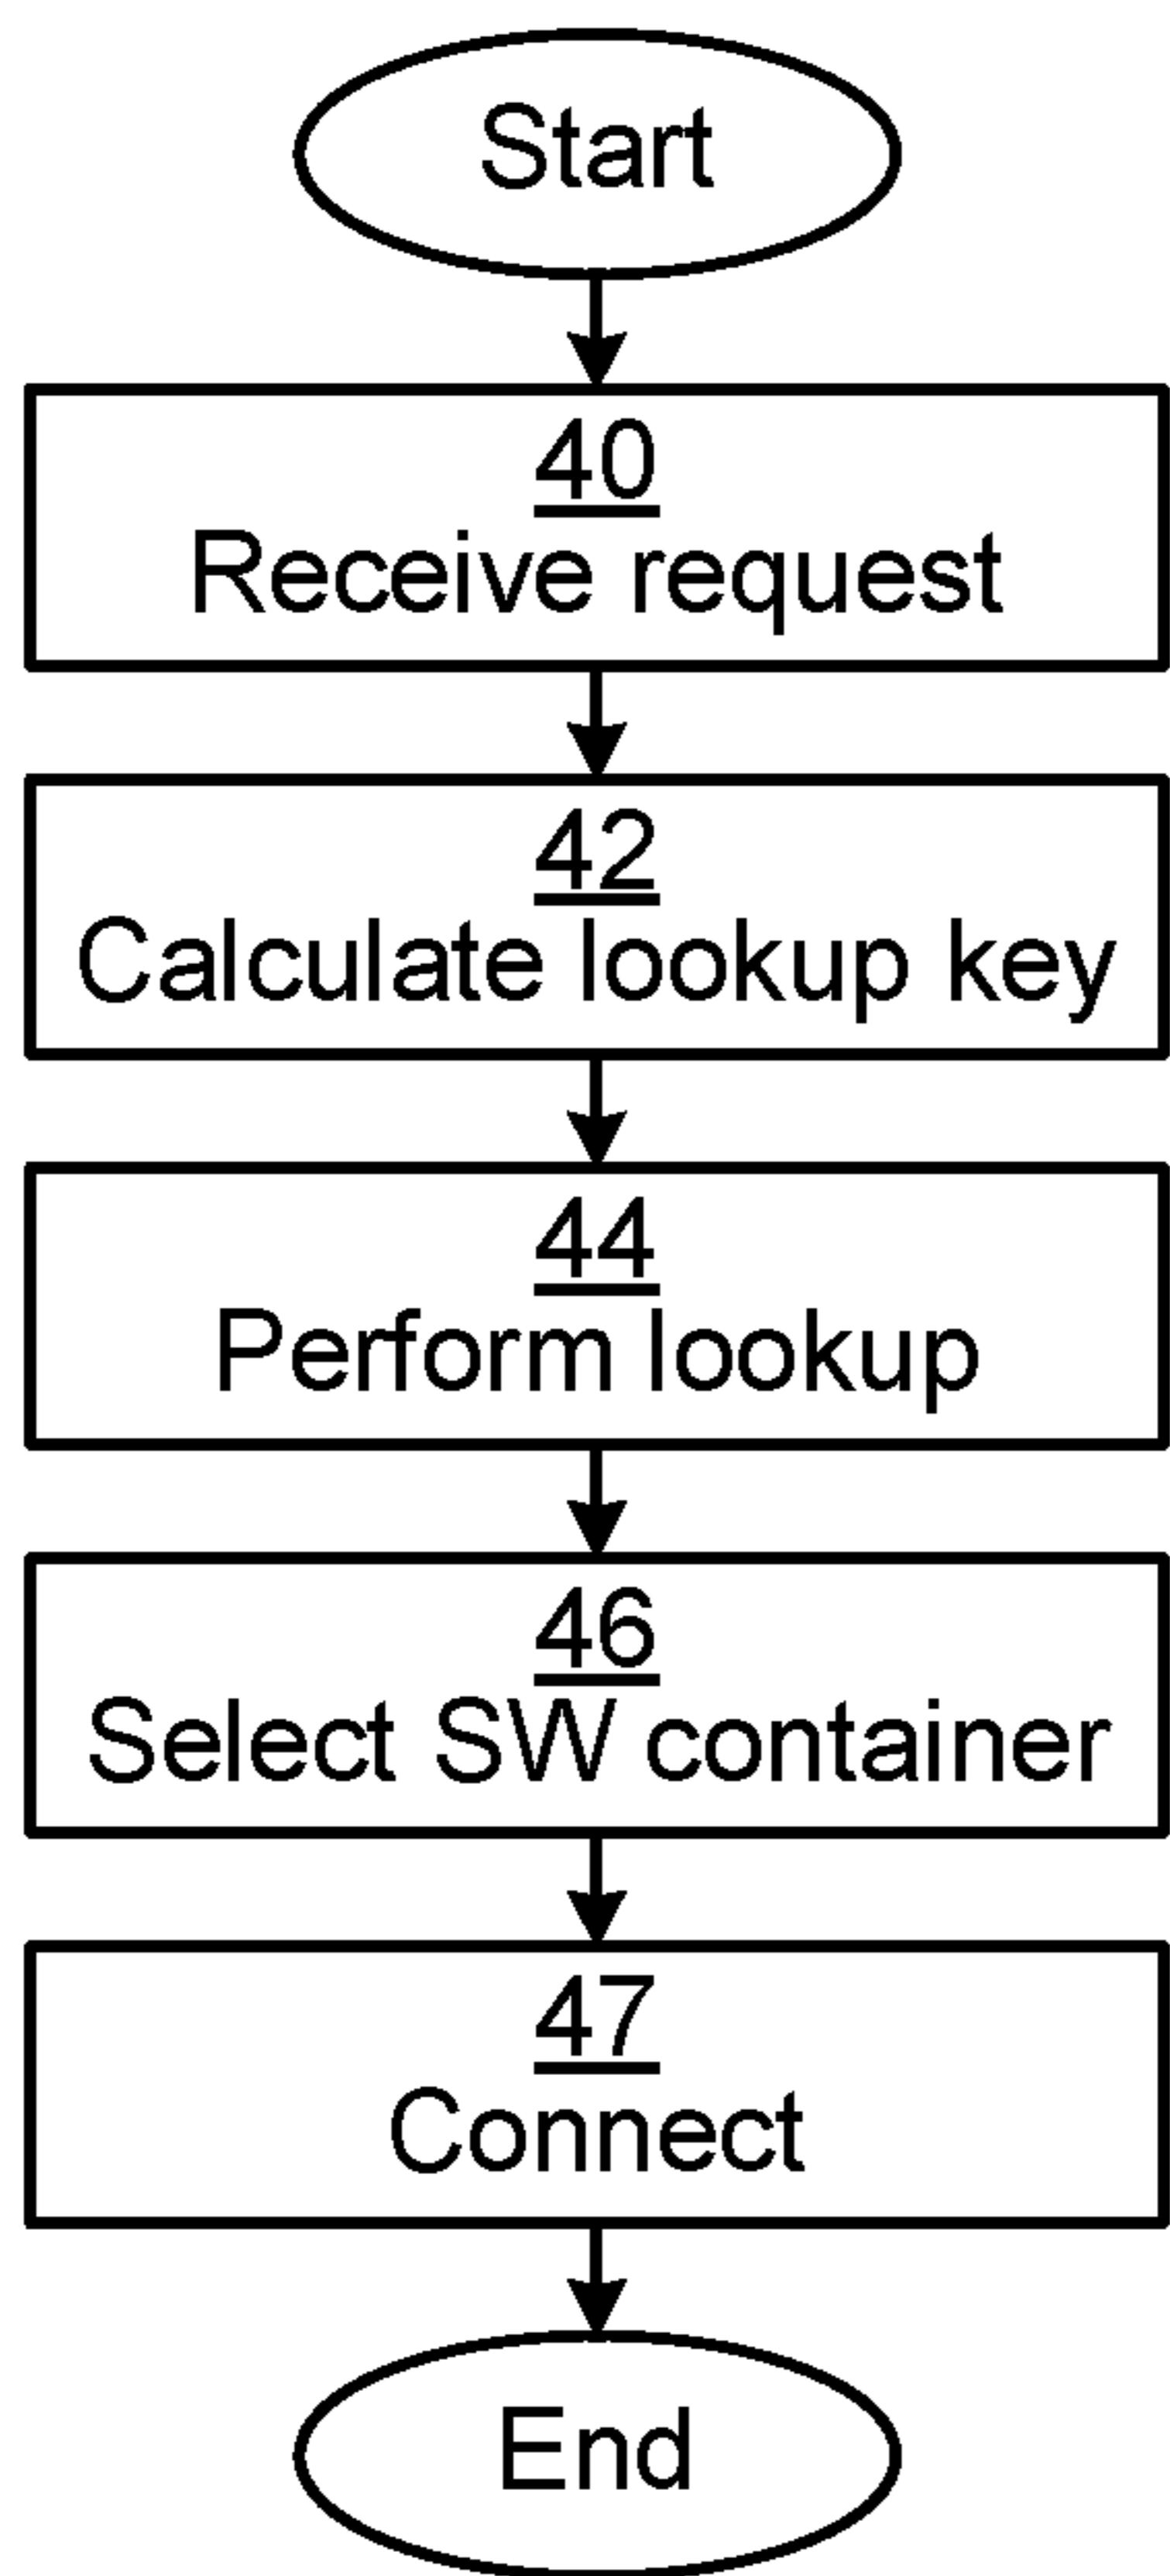 Start
40
Receive request
42
Calculate lookup key
44
Perform lookup
46
Select SW container
47
Connect
End